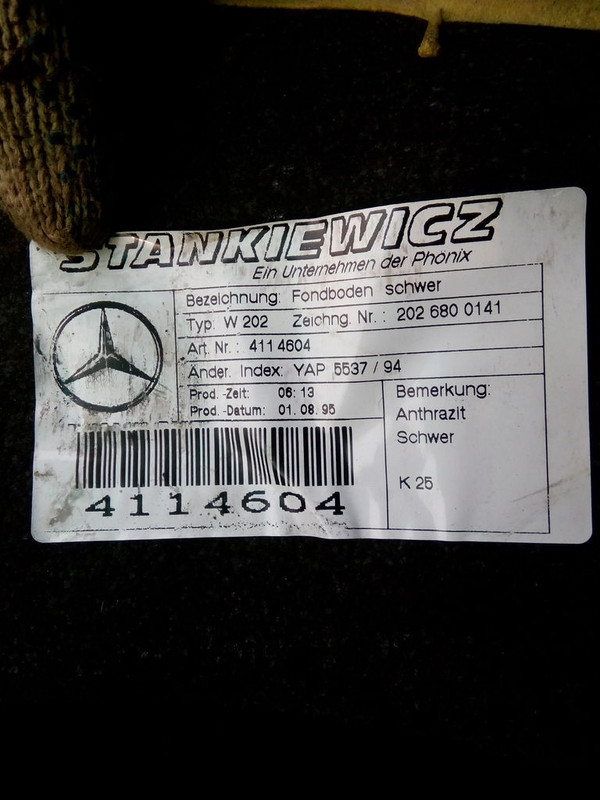 STANKIEWICZ
Ein Unternehmen der Phönix
Bezeichnung: Fondboden schwer
Typ: W 202 Zeichng. Nr. : 202 680 0141
Art. Nr. : 411 4604
Änder. Index: YAP 5537 / 94
Prod. -Zeit: 06: 13
Prod. -Datum: 01. 08. 95
Bemerkung:
Anthrazit
Schwer
K 25
4114604